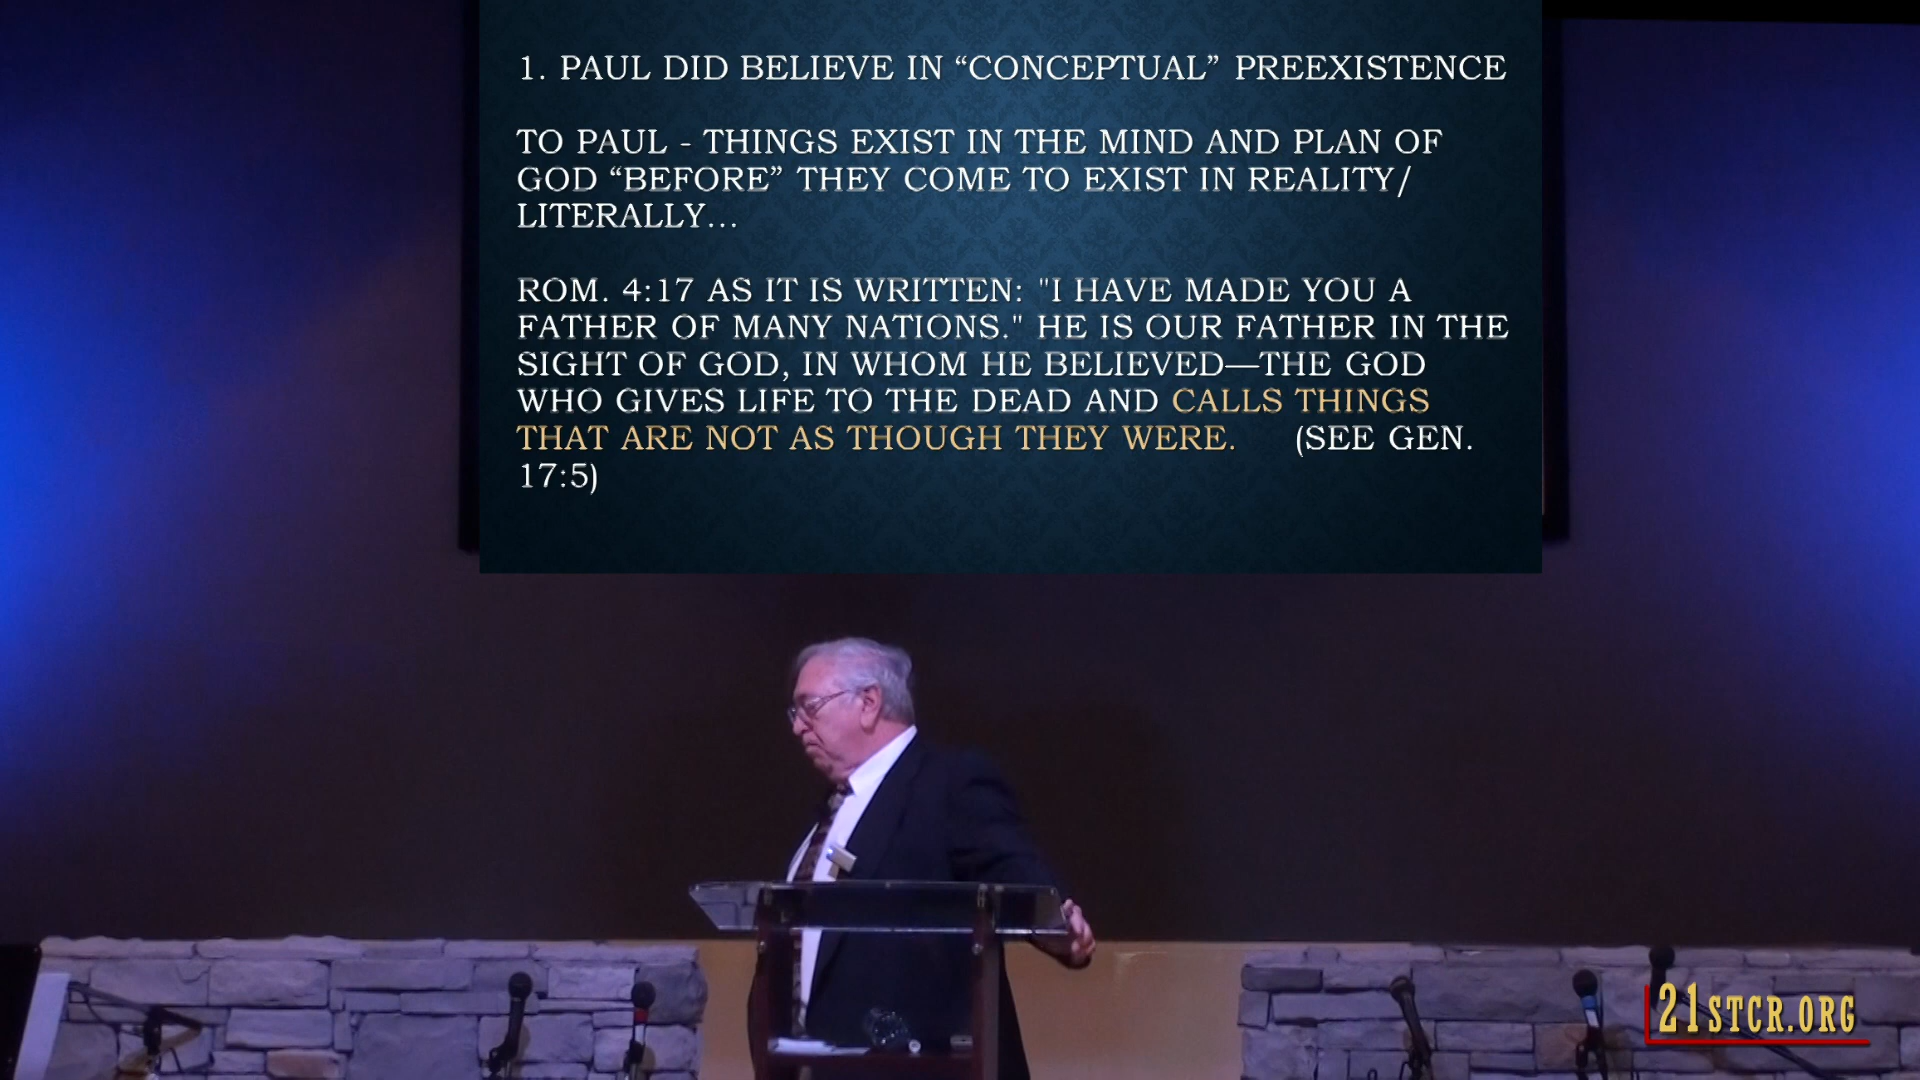 1. PAUL DID BELIEVE IN “CONCEPTUAL” PREEXISTENCE
TO PAUL - THINGS EXIST IN THE MIND AND PLAN OF
GOD “BEFORE” THEY COME TO EXIST IN REALITY/
LITERALLY...
ROM. 4:17 AS IT IS WRITTEN: "I HAVE MADE YOU A
FATHER OF MANY NATIONS." HE IS OUR FATHER IN THE
SIGHT OF GOD, IN WHOM HE BELIEVED—THE GOD
WHO GIVES LIFE TO THE DEAD AND CALLS THINGS
THAT ARE NOT AS THOUGH THEY WERE. (SEE GEN.
17:5)
21STCR.ORG